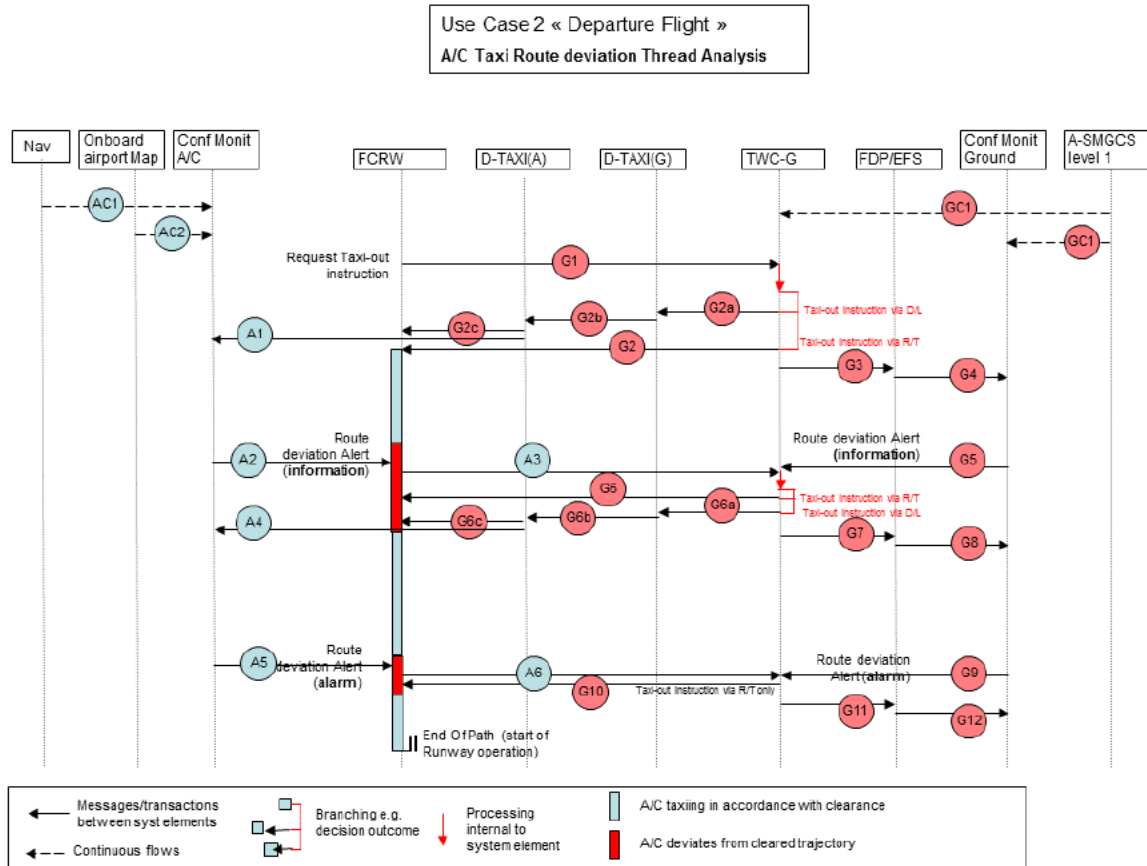 Use Case 2 « Departure Flight »
A/C Taxi Route deviation Thread Analysis
Nav
Onboard
airport Map
Conf Monit
A/C
FCRW
D-TAXI(A)
D-TAXI(G)
TWC-G
FDP/EFS
Conf Monit
Ground
A-SMGCS
level 1
AC1
GC1
AC2
GC1
Request Taxi-out
instruction
G1
G2a
Taxi-out Instruction via D/L
G2b
G2c
A1
G2
Taxi-out Instruction via R/T
G3
G4
Route
deviation Alert
(information)
A2
A3
Route deviation Alert
(information)
G5
G6
Taxi-out Instruction via R/T
G6a
Taxi-out Instruction via D/L
G6b
G6c
A4
G7
G8
A5
Route
deviation Alert
(alarm)
A6
Route deviation
Alert (alarm)
G9
G10
Taxi-out Instruction via R/T only
G11
G12
End Of Path (start of
Runway operation)
Messages/transactions
between syst elements
Continuous flows
Branching e.g.
decision outcome
Processing
internal to
system element
A/C taxiing in accordance with clearance
A/C deviates from cleared trajectory